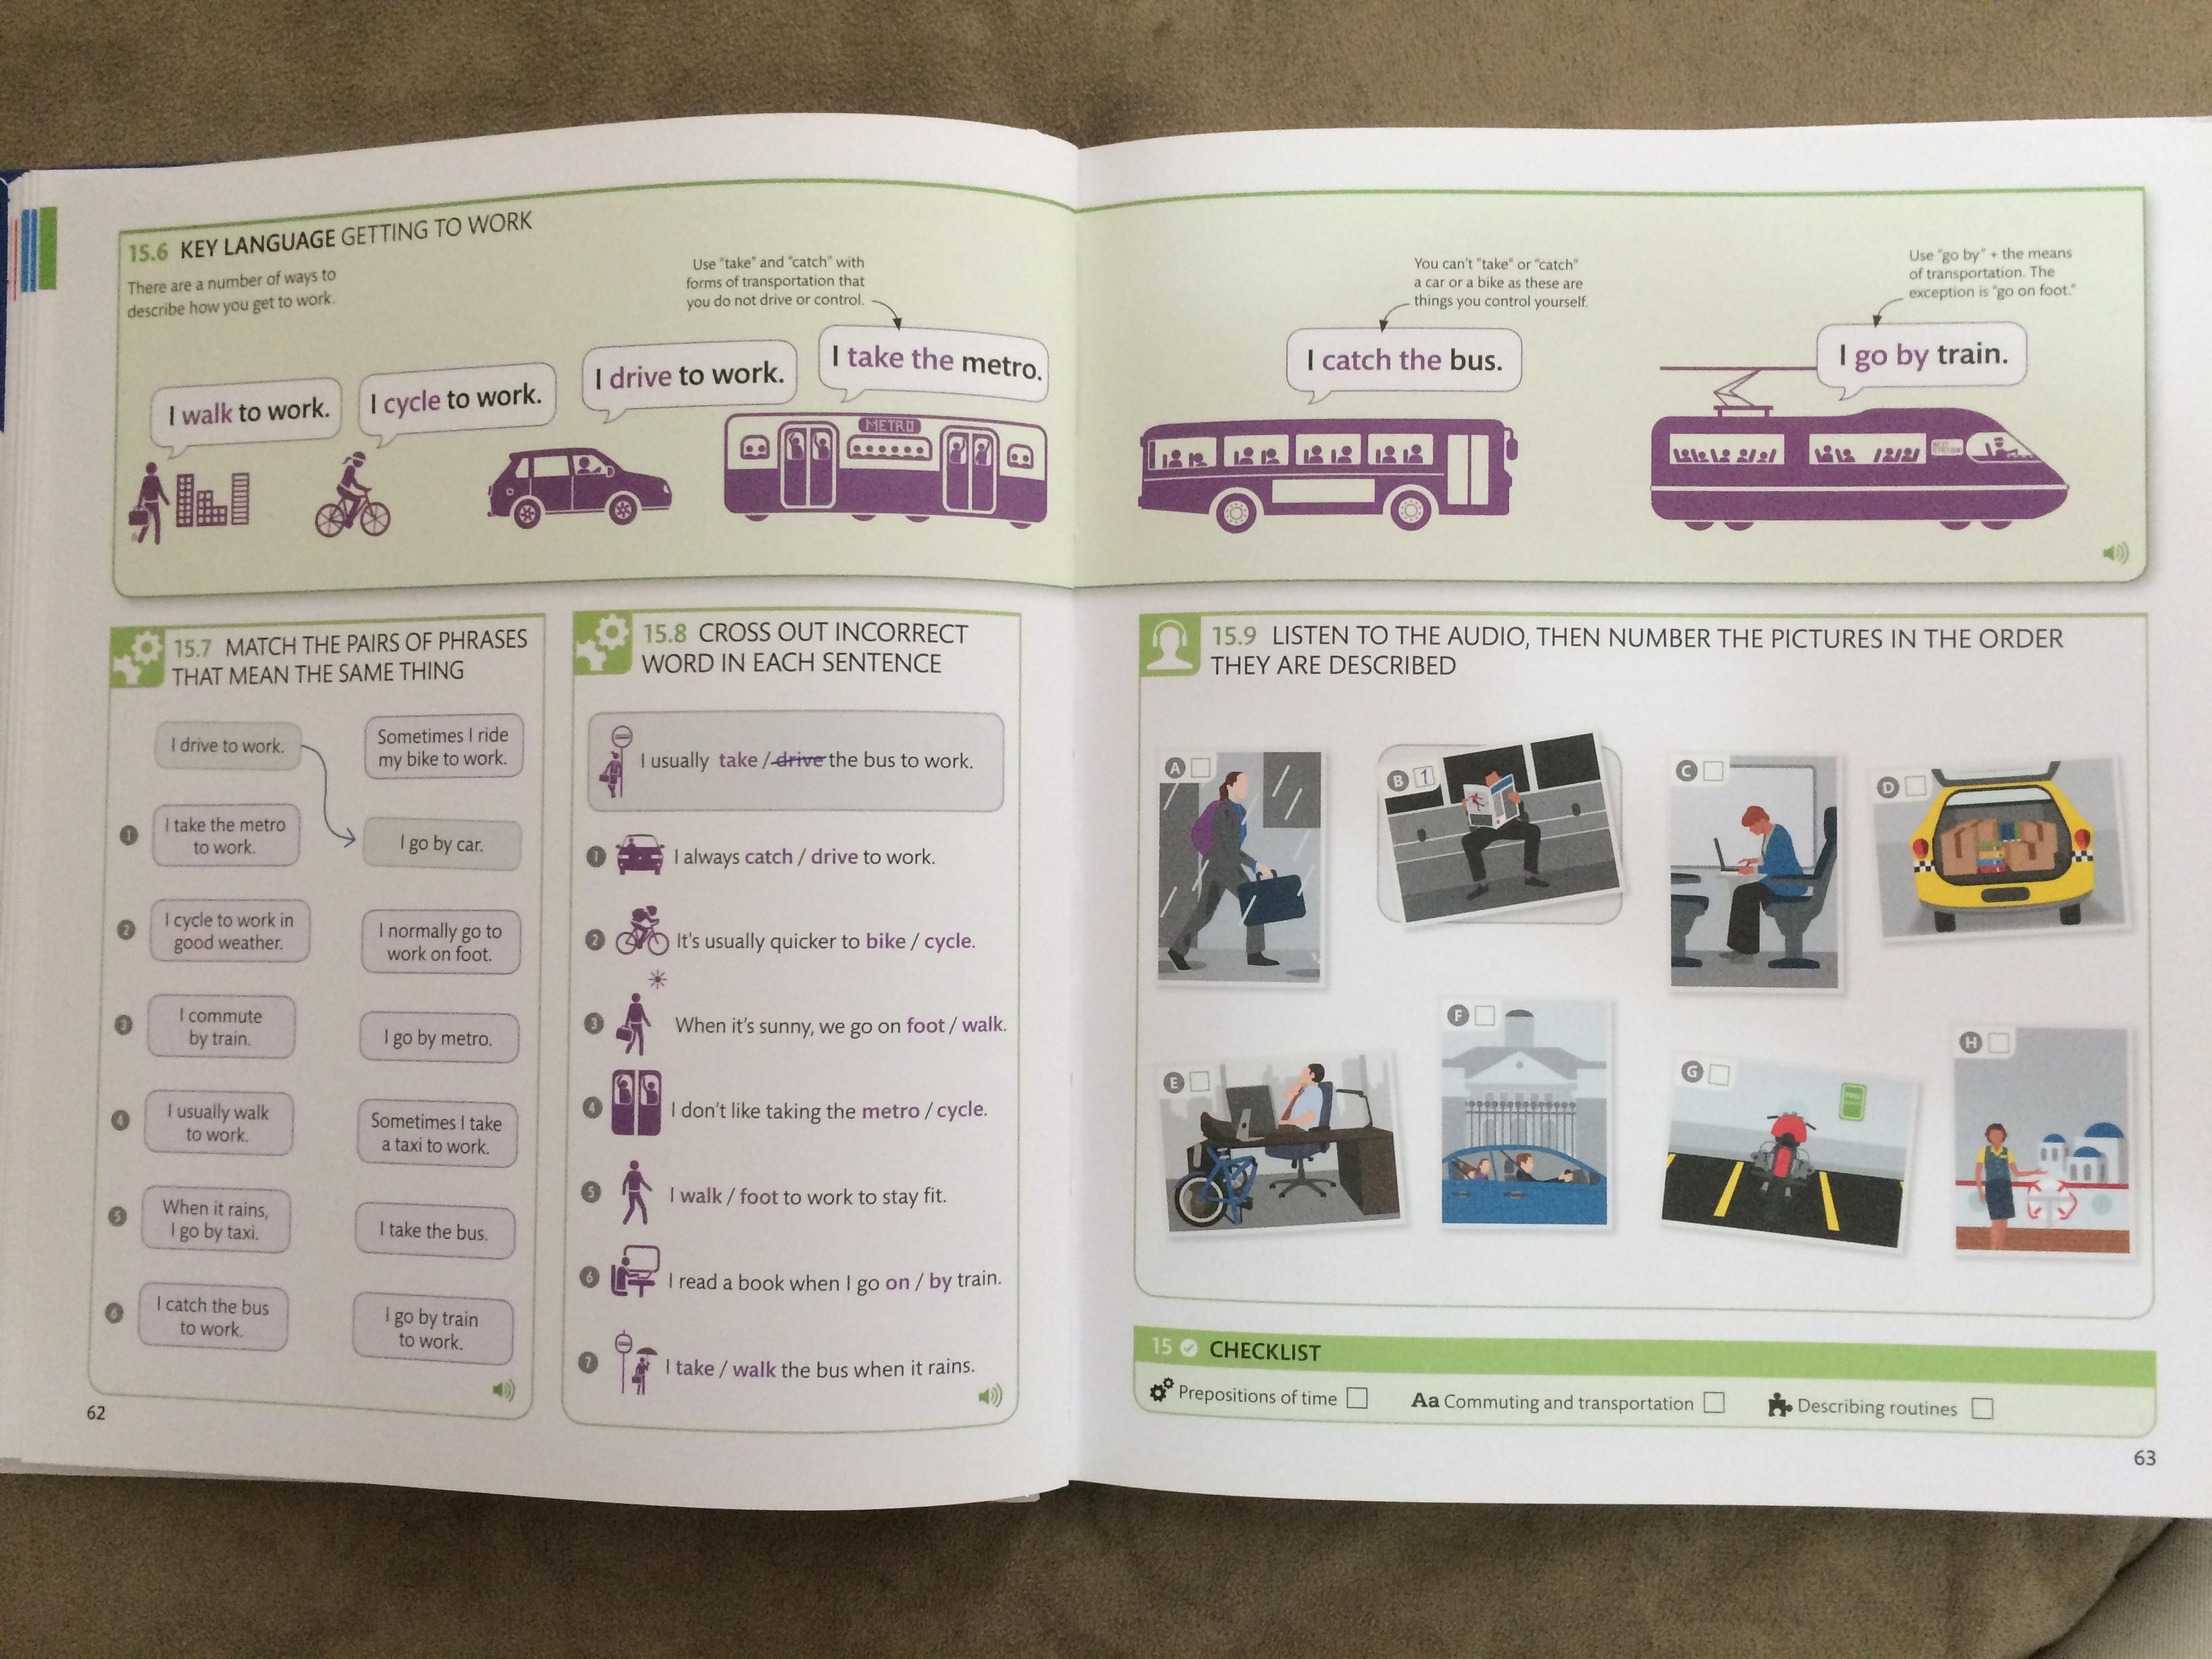 15.6 KEY LANGUAGE GETTING TO WORK
There are a number of ways to
describe how you get to work.
I walk to work.
I cycle to work.
I drive to work.
Use "take" and "catch" with
forms of transportation that
you do not drive or control.
I take the metro.
METRO
You can't "take" or "catch"
a car or a bike as these are
things you control yourself.
I catch the bus.
Use "go by" + the means
of transportation. The
exception is "go on foot."
I go by train.
15.7 MATCH THE PAIRS OF PHRASES
THAT MEAN THE SAME THING
I drive to work.
Sometimes I ride
my bike to work.
1 I take the metro
to work.
I go by car.
2 I cycle to work in
good weather.
I normally go to
work on foot.
3 I commute
by train.
I go by metro.
4 I usually walk
to work.
Sometimes I take
a taxi to work.
5 When it rains,
I go by taxi.
I take the bus.
6 I catch the bus
to work.
I go by train
to work.
62
15.8 CROSS OUT INCORRECT
WORD IN EACH SENTENCE
I usually take / drive the bus to work.
1 I always catch / drive to work.
2 It's usually quicker to bike / cycle.
3 When it's sunny, we go on foot / walk.
4 I don't like taking the metro / cycle.
5 I walk / foot to work to stay fit.
6 I read a book when I go on / by train.
7 I take / walk the bus when it rains.
15.9 LISTEN TO THE AUDIO, THEN NUMBER THE PICTURES IN THE ORDER
THEY ARE DESCRIBED
A
B 1
C
D
E
F
G
H
15 CHECKLIST
Prepositions of time
Aa Commuting and transportation
Describing routines
63